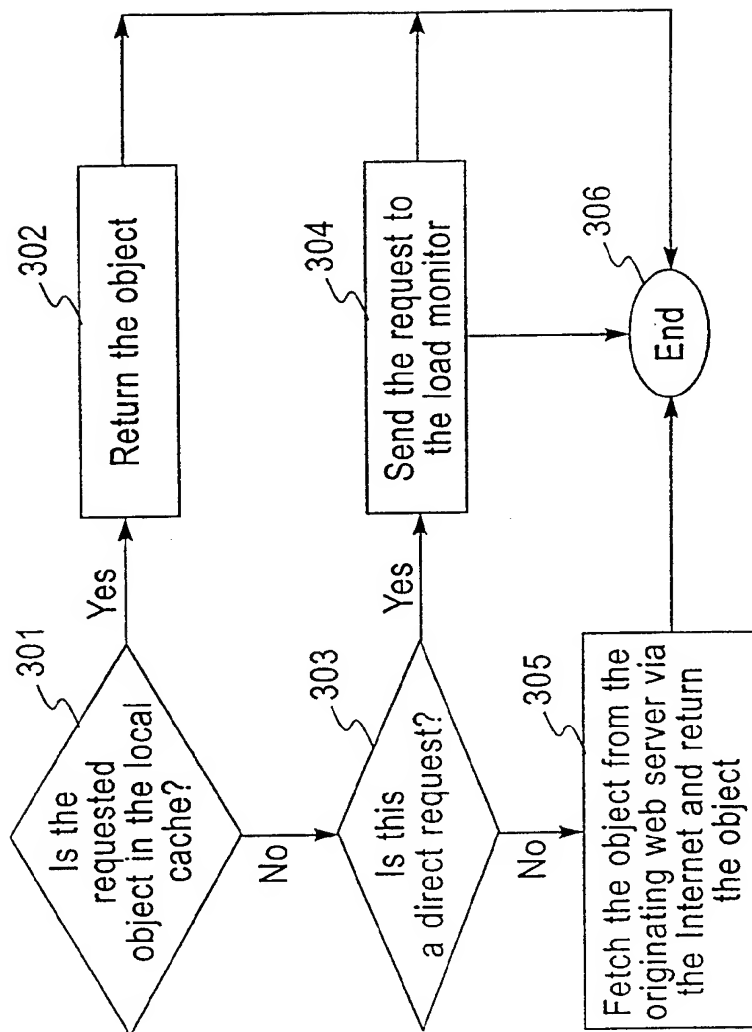 301
Is the
requested
object in the local
cache?
Yes
302
Return the object
No
303
Is this
a direct request?
Yes
304
Send the request to
the load monitor
No
305
Fetch the object from the
originating web server via
the Internet and return
the object
306
End